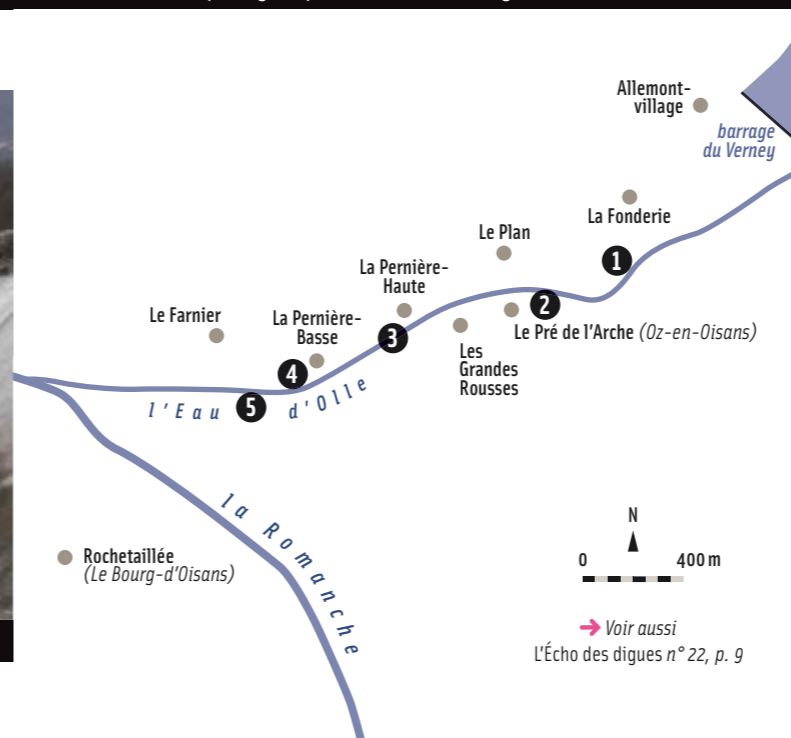 Allemont-
village
barrage
du Verney
La Fonderie
1
Le Plan
La Pernière-
Haute
2
Le Pré de l'Arche (Oz-en-Oisans)
Le Farnier
La Pernière-
Basse
3
Les
Grandes
Rousses
4
5
l'Eau d'Olle
la Romanche
Rochetaillée
(Le Bourg-d'Oisans)
N
0 400 m
➔ Voir aussi
L'Écho des digues n° 22, p. 9